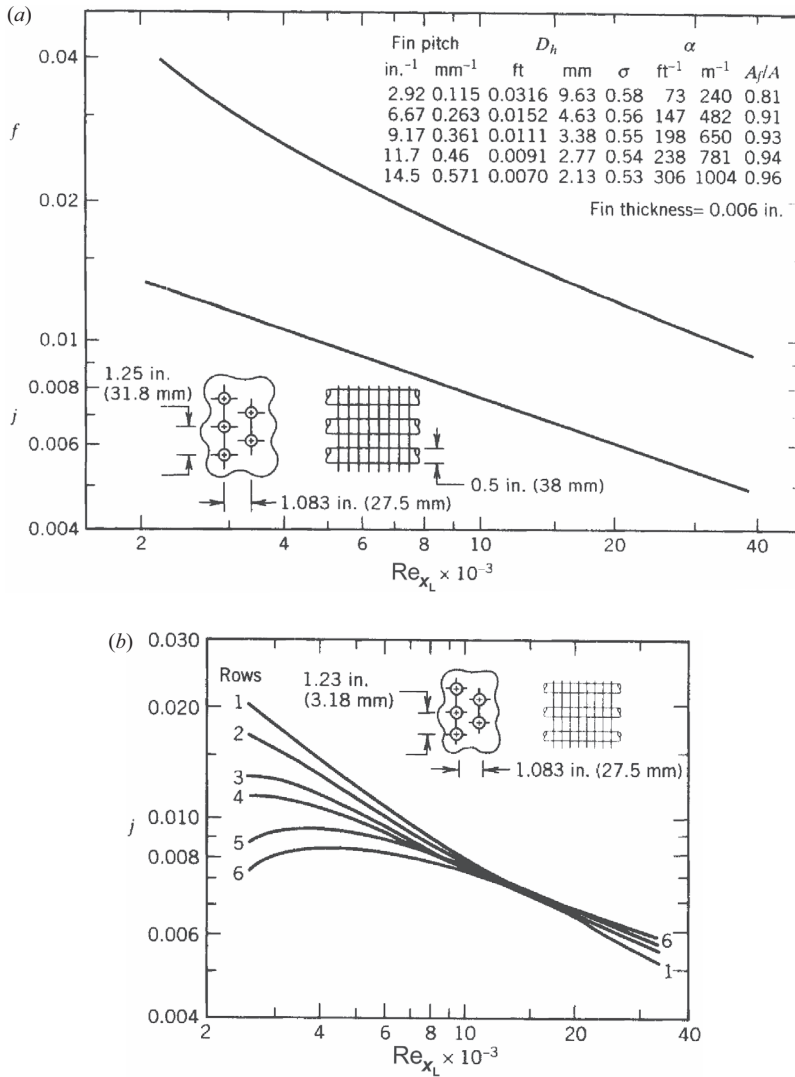 (a)
0.04
0.02
0.01
0.008
0.006
0.004
f
j
Fin pitch D_h α
in.⁻¹ mm⁻¹ ft mm σ ft⁻¹ m⁻¹ A_f/A
2.92 0.115 0.0316 9.63 0.58 73 240 0.81
6.67 0.263 0.0152 4.63 0.56 147 482 0.91
9.17 0.361 0.0111 3.38 0.55 198 650 0.93
11.7 0.46 0.0091 2.77 0.54 238 781 0.94
14.5 0.571 0.0070 2.13 0.53 306 1004 0.96
Fin thickness= 0.006 in.
1.25 in.
(31.8 mm)
1.083 in. (27.5 mm)
0.5 in. (38 mm)
2 4 6 8 10 20 40
Re_{X_L} × 10⁻³
(b)
0.030
0.020
0.010
0.008
0.006
0.004
j
Rows
1
2
3
4
5
6
1.23 in.
(3.18 mm)
1.083 in. (27.5 mm)
6
1
2 4 6 8 10 20 40
Re_{X_L} × 10⁻³